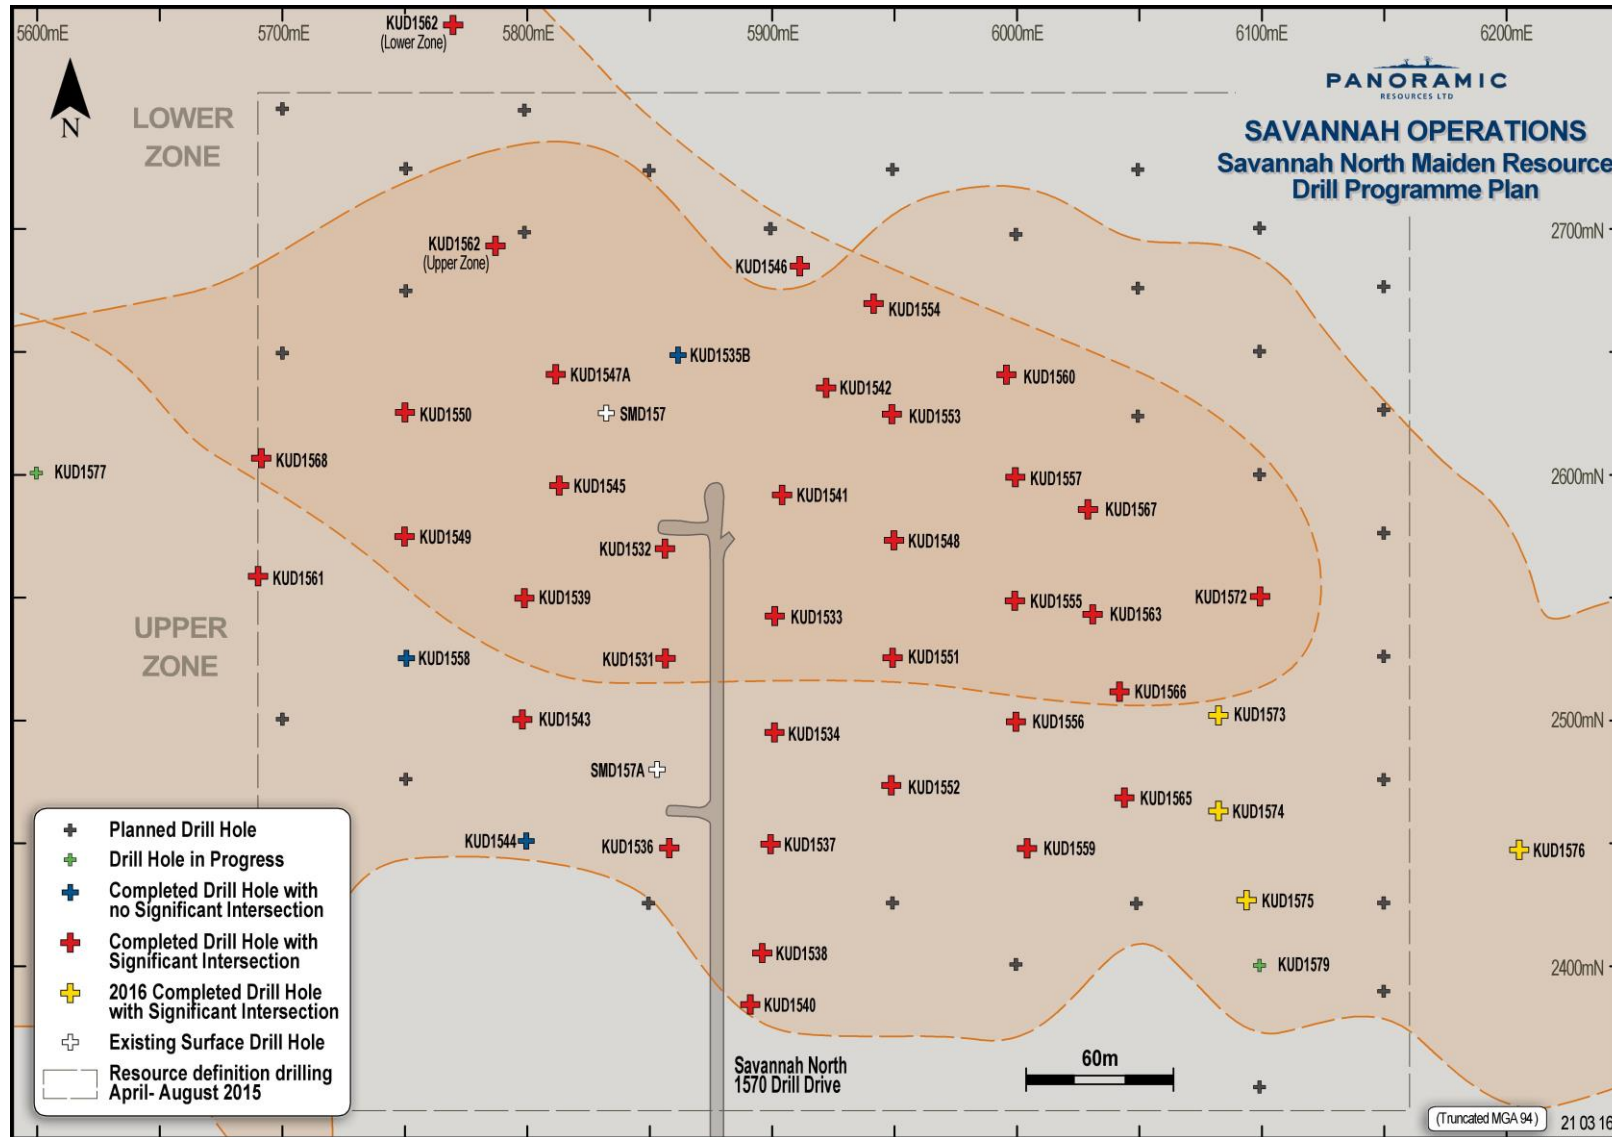 5600mE
5700mE
5800mE
5900mE
6000mE
6100mE
6200mE
KUD1562
(Lower Zone)
N
LOWER
ZONE
PANORAMIC
RESOURCES LTD
SAVANNAH OPERATIONS
Savannah North Maiden Resource
Drill Programme Plan
2700mN
KUD1562
(Upper Zone)
KUD1546
KUD1554
KUD1535B
KUD1547A
KUD1542
KUD1560
KUD1550
SMD157
KUD1553
KUD1568
KUD1577
2600mN
KUD1545
KUD1541
KUD1557
KUD1567
KUD1549
KUD1532
KUD1548
KUD1561
KUD1539
KUD1555
KUD1572
KUD1533
KUD1563
UPPER
ZONE
KUD1558
KUD1531
KUD1551
KUD1566
KUD1543
KUD1556
KUD1573
2500mN
KUD1534
SMD157A
KUD1552
KUD1565
KUD1574
KUD1544
KUD1536
KUD1537
KUD1559
KUD1576
KUD1575
KUD1538
KUD1579
2400mN
KUD1540
Planned Drill Hole
Drill Hole in Progress
Completed Drill Hole with
no Significant Intersection
Completed Drill Hole with
Significant Intersection
2016 Completed Drill Hole
with Significant Intersection
Existing Surface Drill Hole
Resource definition drilling
April- August 2015
Savannah North
1570 Drill Drive
60m
(Truncated MGA 94)
21 03 16